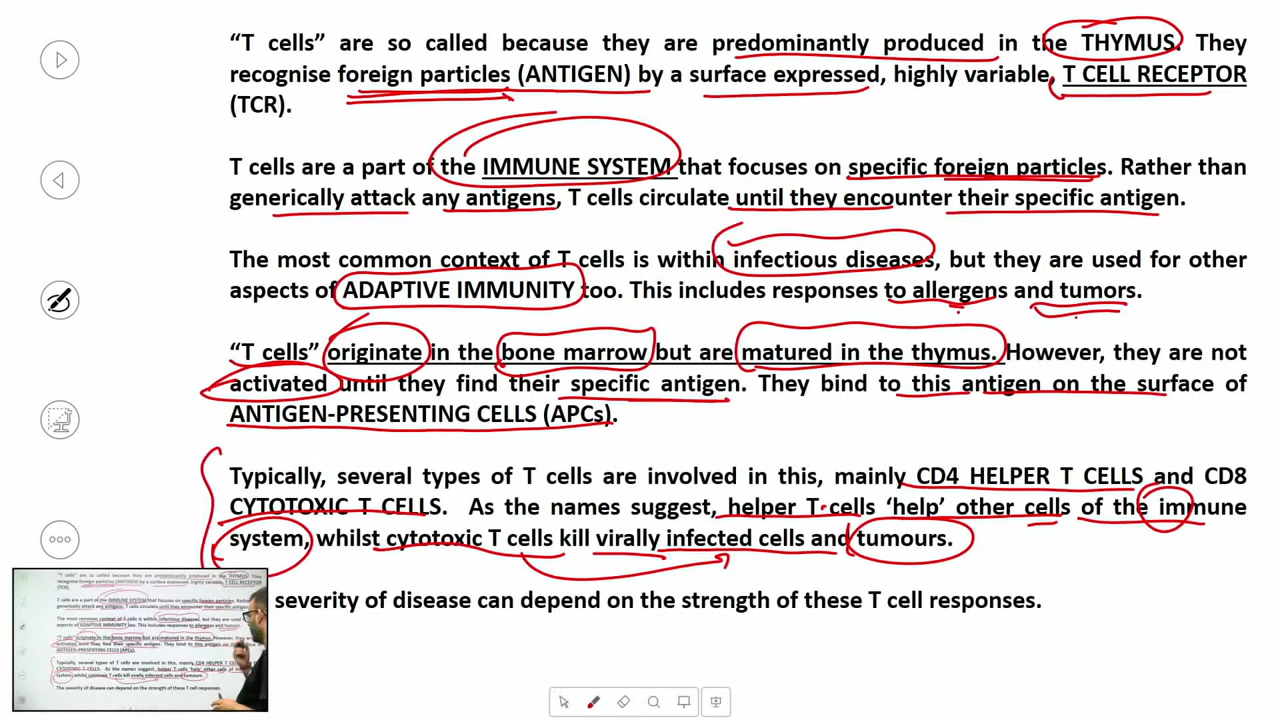 “T cells” are so called because they are predominantly produced in the THYMUS. They
recognise foreign particles (ANTIGEN) by a surface expressed, highly variable, T CELL RECEPTOR
(TCR).
T cells are a part of the IMMUNE SYSTEM that focuses on specific foreign particles. Rather than
generically attack any antigens, T cells circulate until they encounter their specific antigen.
The most common context of T cells is within infectious diseases, but they are used for other
aspects of ADAPTIVE IMMUNITY too. This includes responses to allergens and tumors.
“T cells” originate in the bone marrow but are matured in the thymus. However, they are not
activated until they find their specific antigen. They bind to this antigen on the surface of
ANTIGEN-PRESENTING CELLS (APCs).
Typically, several types of T cells are involved in this, mainly CD4 HELPER T CELLS and CD8
CYTOTOXIC T CELLS. As the names suggest, helper T cells ‘help’ other cells of the immune
system, whilst cytotoxic T cells kill virally infected cells and tumours.
severity of disease can depend on the strength of these T cell responses.